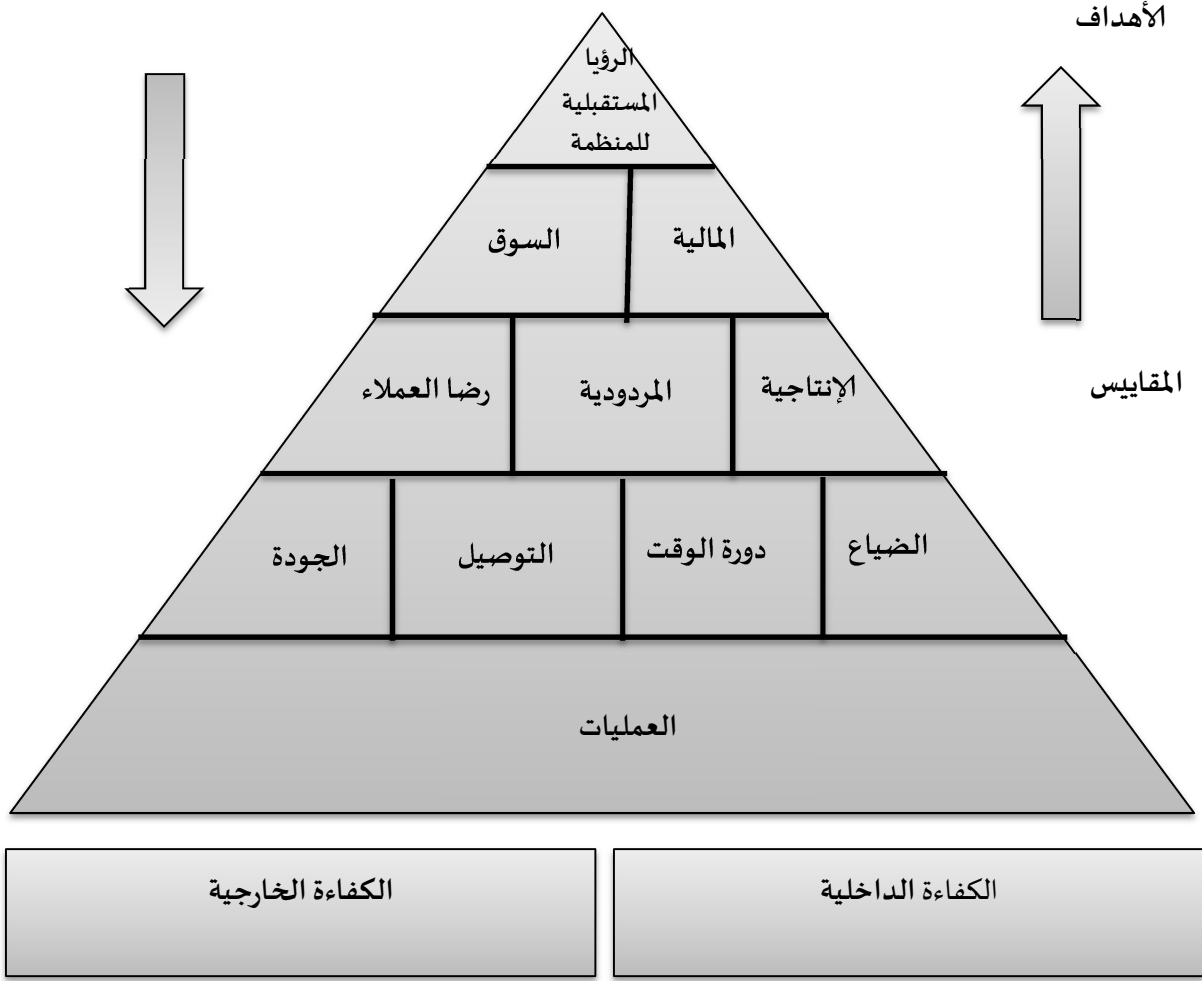 الأهداف
الرؤيا
المستقبلية
للمنظمة
المالية
السوق
المقاييس
الإنتاجية
المردودية
رضا العملاء
الضياع
دورة الوقت
التوصيل
الجودة
العمليات
الكفاءة الداخلية
الكفاءة الخارجية